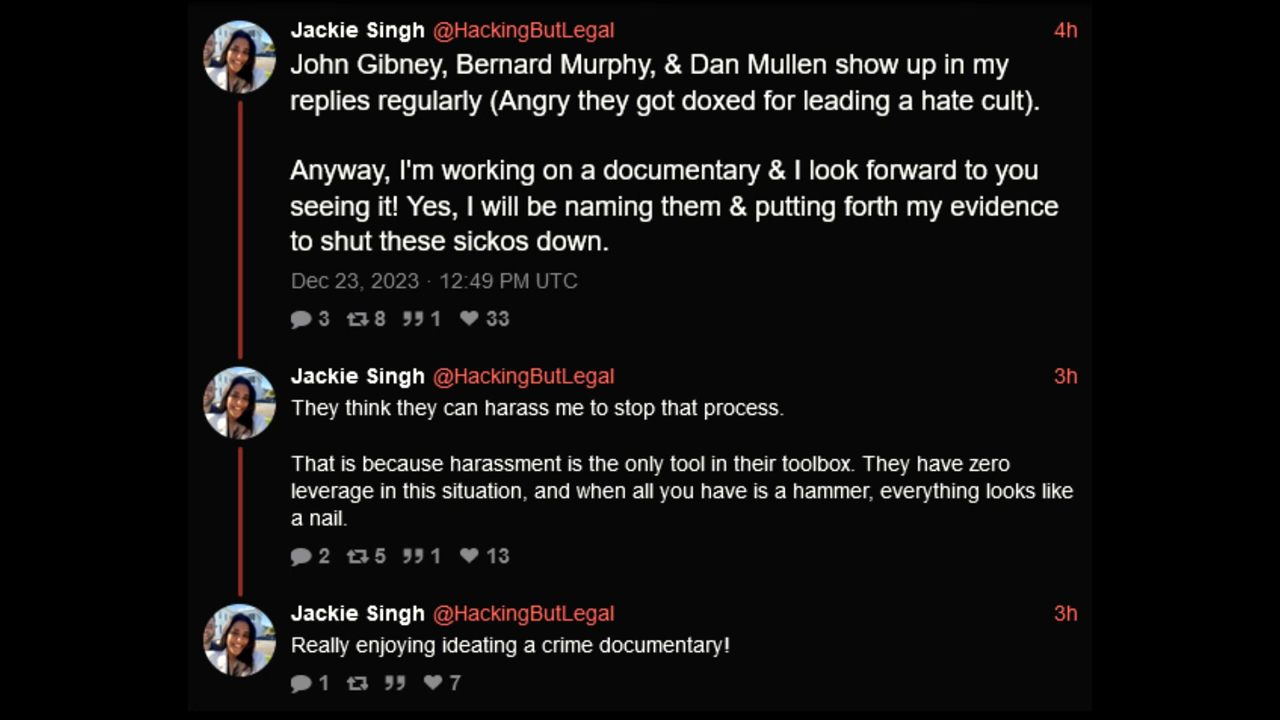 Jackie Singh @HackingButLegal 4h
John Gibney, Bernard Murphy, & Dan Mullen show up in my
replies regularly (Angry they got doxed for leading a hate cult).
Anyway, I'm working on a documentary & I look forward to you
seeing it! Yes, I will be naming them & putting forth my evidence
to shut these sickos down.
Dec 23, 2023 · 12:49 PM UTC
3 8 1 33
Jackie Singh @HackingButLegal 3h
They think they can harass me to stop that process.
That is because harassment is the only tool in their toolbox. They have zero
leverage in this situation, and when all you have is a hammer, everything looks like
a nail.
2 5 1 13
Jackie Singh @HackingButLegal 3h
Really enjoying ideating a crime documentary!
1 7